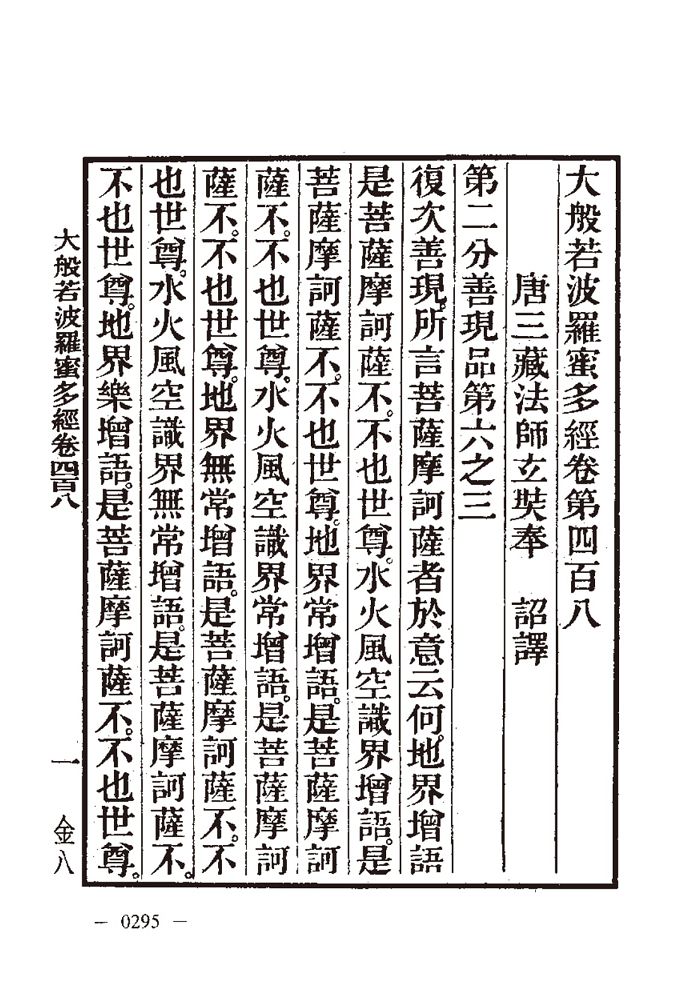 大般若波羅蜜多經卷第四百八
唐三藏法師玄奘奉　詔譯
第二分善現品第六之三
復次善現。所言菩薩摩訶薩者於意云何。地界增語
是菩薩摩訶薩不。不也世尊。水火風空識界增語。是
菩薩摩訶薩不。不也世尊。地界常增語。是菩薩摩訶
薩不。不也世尊。水火風空識界常增語。是菩薩摩訶
薩不。不也世尊。地界無常增語。是菩薩摩訶薩不。不
也世尊。水火風空識界無常增語。是菩薩摩訶薩不。
不也世尊。地界樂增語。是菩薩摩訶薩不。不也世尊。
大般若波羅蜜多經卷四百八
一
金八
— 0295 —